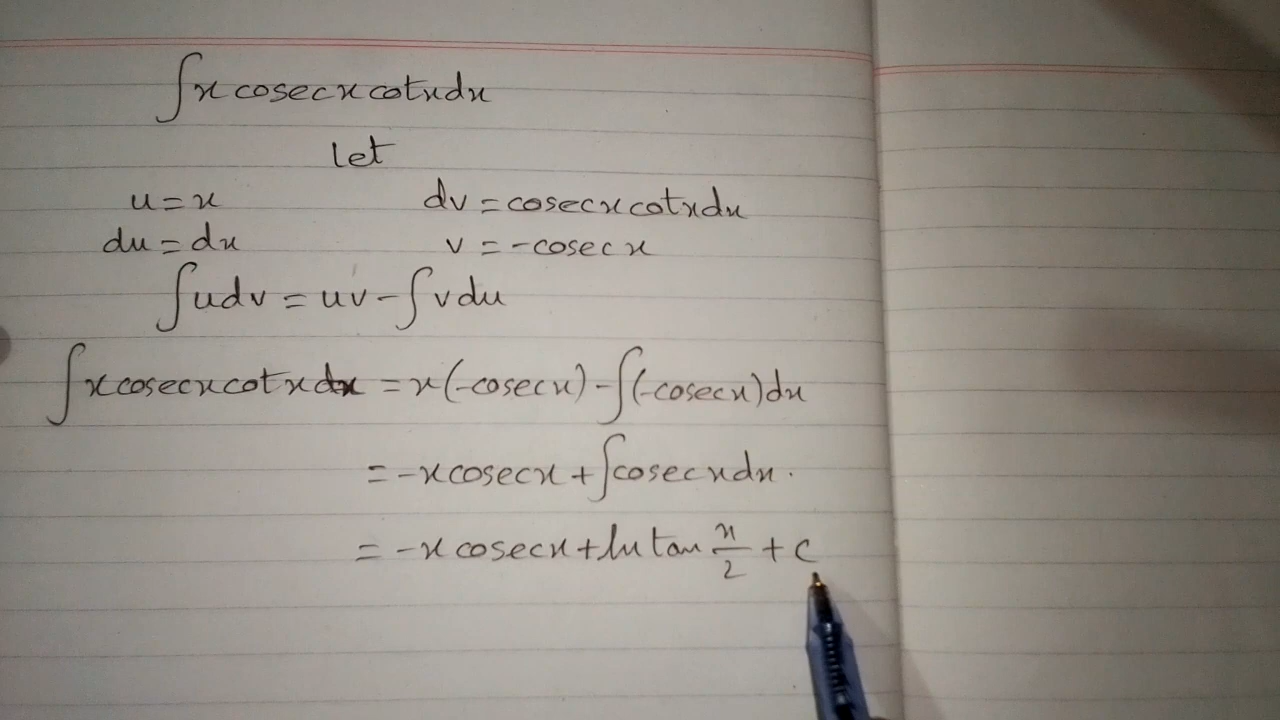 ∫x cosecx cotx dx
let
u = x dv = cosecx cotx dx
du = dx v = -cosec x
∫u dv = uv - ∫v du
∫x cosecx cotx dx = x(-cosecx) - ∫(-cosecx)dx
= -x cosecx + ∫cosecx dx.
= -x cosecx + ln tan x/2 + c